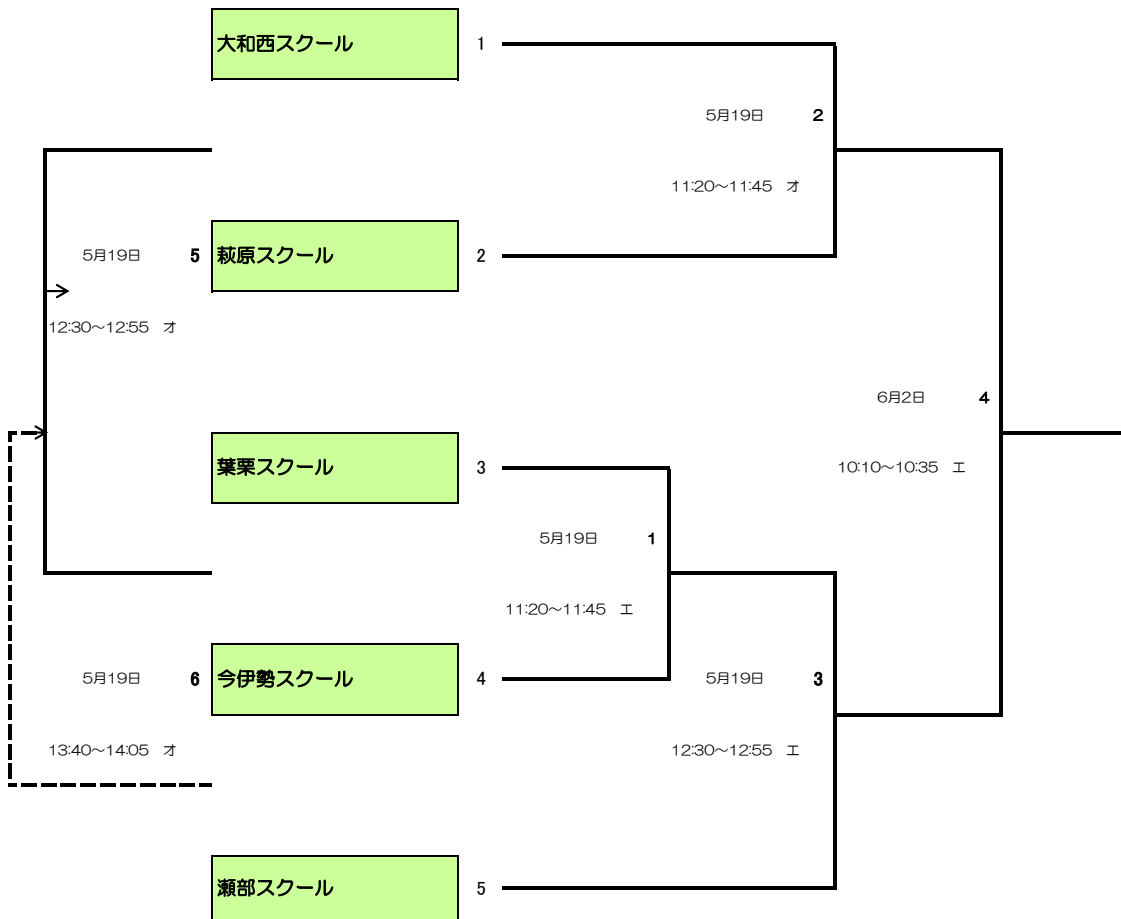 大和西スクール 1
5月19日 2
11:20～11:45 オ
5月19日 5 萩原スクール 2
12:30～12:55 オ
6月2日 4
葉栗スクール 3
10:10～10:35 エ
5月19日 1
11:20～11:45 エ
5月19日 6 今伊勢スクール 4
5月19日 3
13:40～14:05 オ
12:30～12:55 エ
瀬部スクール 5